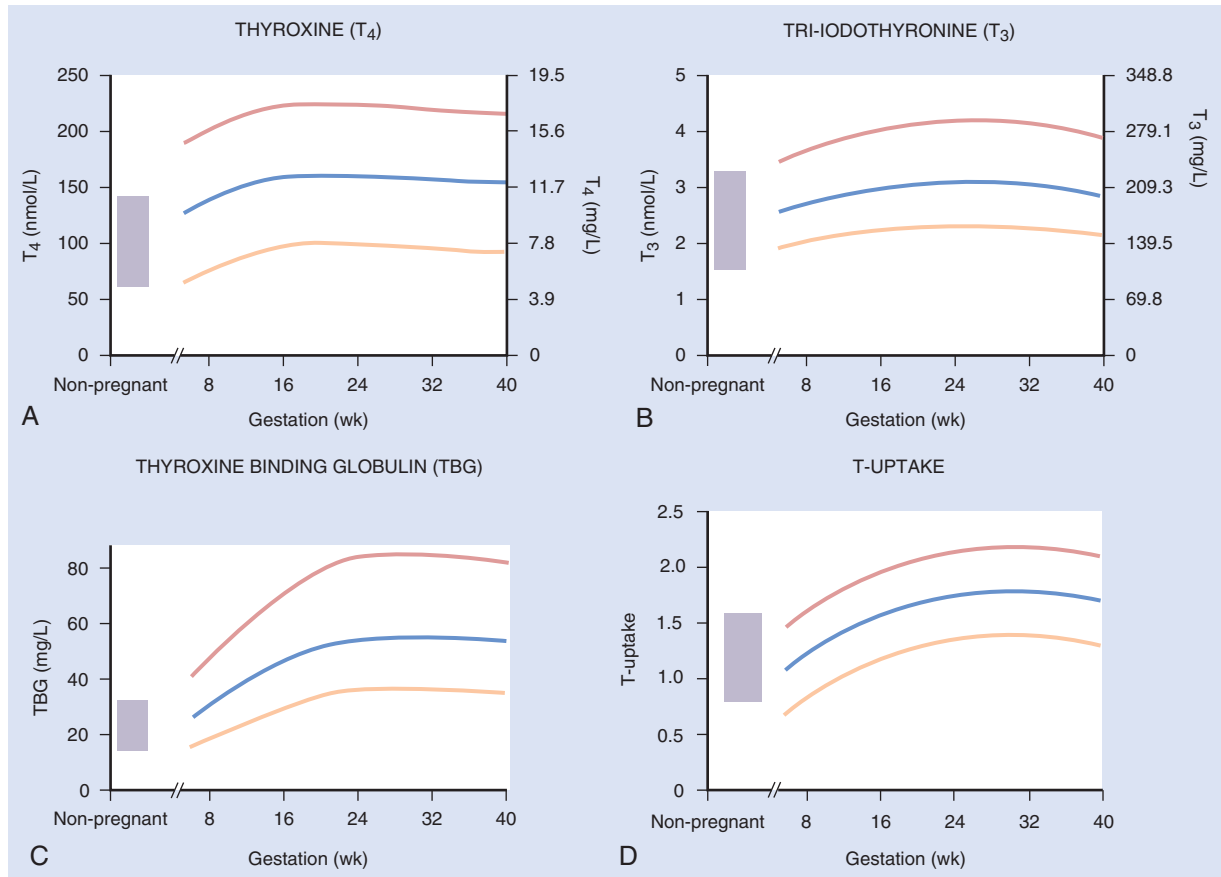 THYROXINE (T4)
250
200
150
100
50
0
T4 (nmol/L)
19.5
15.6
11.7
7.8
3.9
0
T4 (mg/L)
Non-pregnant 8 16 24 32 40
Gestation (wk)
A
TRI-IODOTHYRONINE (T3)
5
4
3
2
1
0
T3 (nmol/L)
348.8
279.1
209.3
139.5
69.8
0
T3 (mg/L)
Non-pregnant 8 16 24 32 40
Gestation (wk)
B
THYROXINE BINDING GLOBULIN (TBG)
80
60
40
20
0
TBG (mg/L)
Non-pregnant 8 16 24 32 40
Gestation (wk)
C
T-UPTAKE
2.5
2.0
1.5
1.0
0.5
0
T-uptake
Non-pregnant 8 16 24 32 40
Gestation (wk)
D